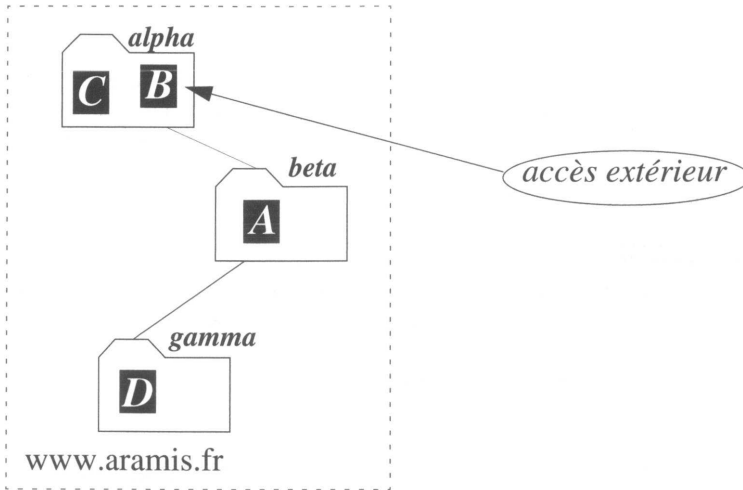 alpha
C B
accès extérieur
beta
A
gamma
D
www.aramis.fr